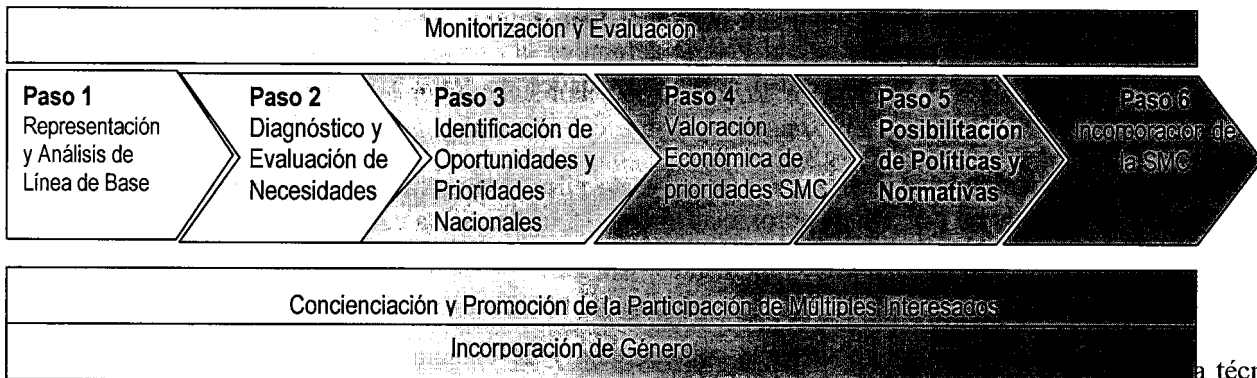 Monitorización y Evaluación
Paso 1
Representación
y Análisis de
Línea de Base
Paso 2
Diagnóstico y
Evaluación de
Necesidades
Paso 3
Identificación de
Oportunidades y
Prioridades
Nacionales
Paso 4
Valoración
Económica de
prioridades SMC
Paso 5
Posibilitación
de Políticas y
Normativas
Paso 6
Incorporación de
la SMC
Concienciación y Promoción de la Participación de Múltiples Interesados
Incorporación de Género